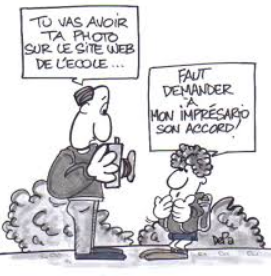 TU VAS AVOIR
TA PHOTO
SUR LE SITE WEB
DE L'ECOLE...
FAUT
DEMANDER
À
MON IMPRÉSARIO
SON ACCORD!